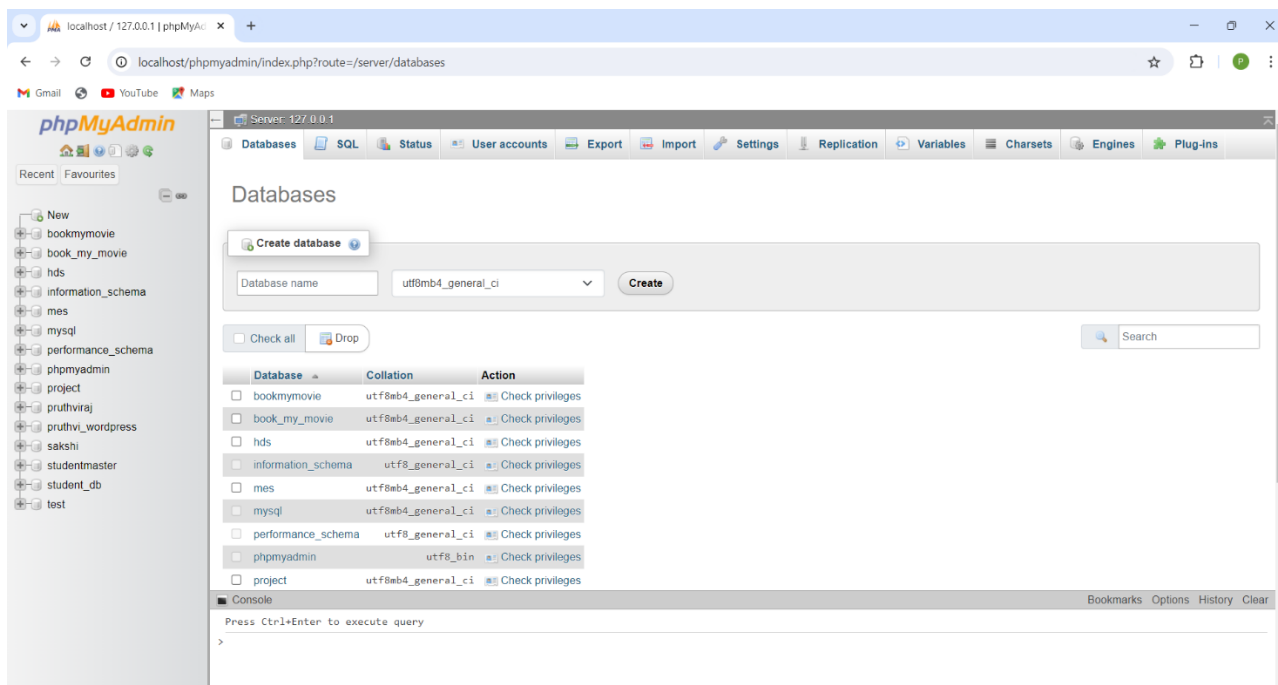 localhost / 127.0.0.1 | phpMyAd
localhost/phpmyadmin/index.php?route=/server/databases
P
Gmail YouTube Maps
phpMyAdmin
Recent Favourites
New
bookmymovie
book_my_movie
hds
information_schema
mes
mysql
performance_schema
phpmyadmin
project
pruthviraj
pruthvi_wordpress
sakshi
studentmaster
student_db
test
Server: 127.0.0.1
Databases SQL Status User accounts Export Import Settings Replication Variables Charsets Engines Plug-ins
Databases
Create database
Database name utf8mb4_general_ci Create
Check all Drop Search
Database Collation Action
bookmymovie utf8mb4_general_ci Check privileges
book_my_movie utf8mb4_general_ci Check privileges
hds utf8mb4_general_ci Check privileges
information_schema utf8_general_ci Check privileges
mes utf8mb4_general_ci Check privileges
mysql utf8mb4_general_ci Check privileges
performance_schema utf8_general_ci Check privileges
phpmyadmin utf8_bin Check privileges
project utf8mb4_general_ci Check privileges
Console Bookmarks Options History Clear
Press Ctrl+Enter to execute query
>